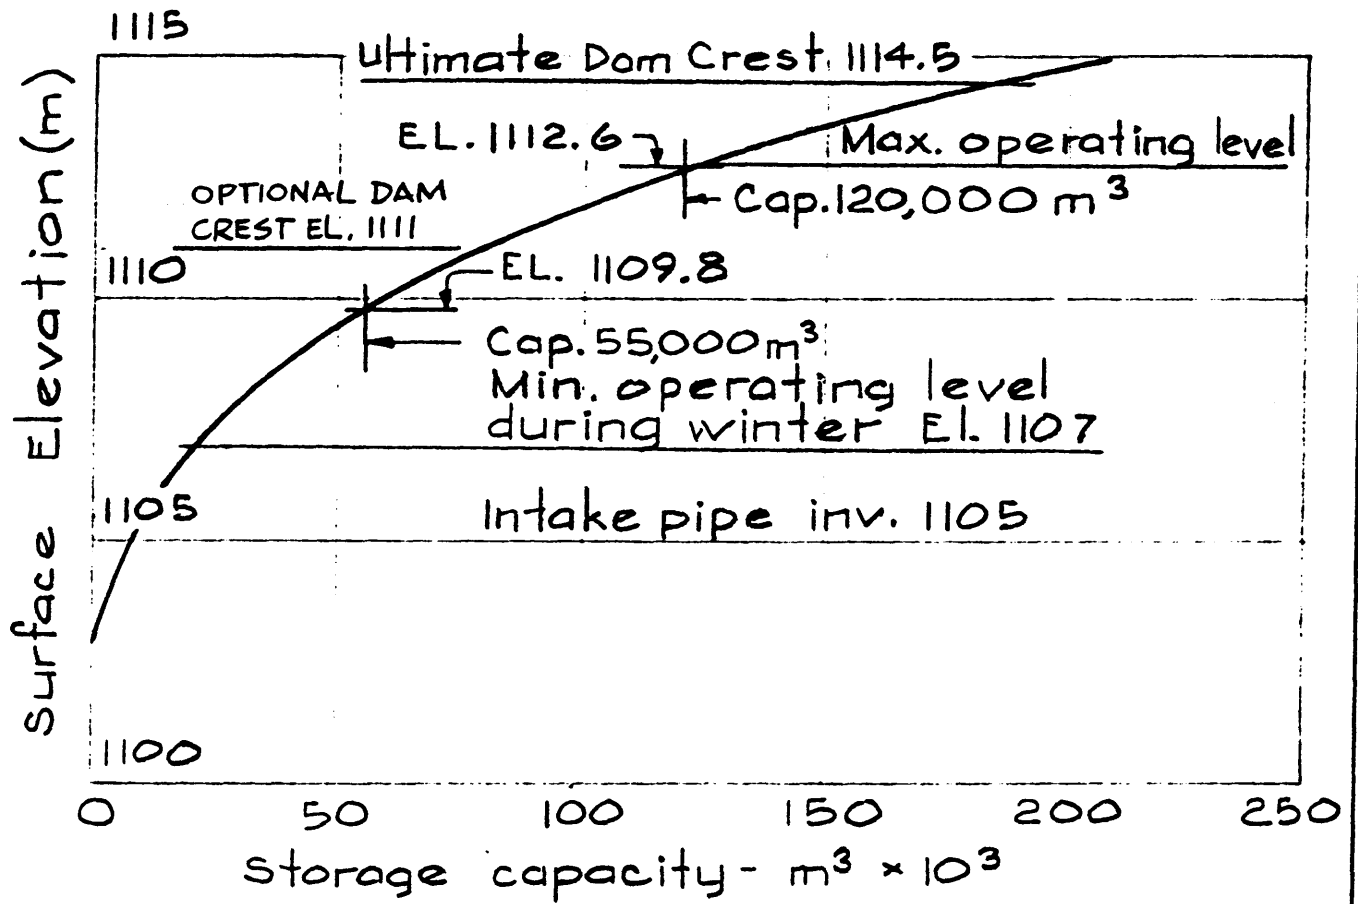 1115
Ultimate Dam Crest 1114.5
EL. 1112.6
Max. operating level
Cap. 120,000 m³
OPTIONAL DAM
CREST EL. 1111
1110
EL. 1109.8
Cap. 55,000 m³
Min. operating level
during winter El. 1107
1105
Intake pipe inv. 1105
1100
0 50 100 150 200 250
Storage capacity - m³ × 10³
Surface Elevation (m)